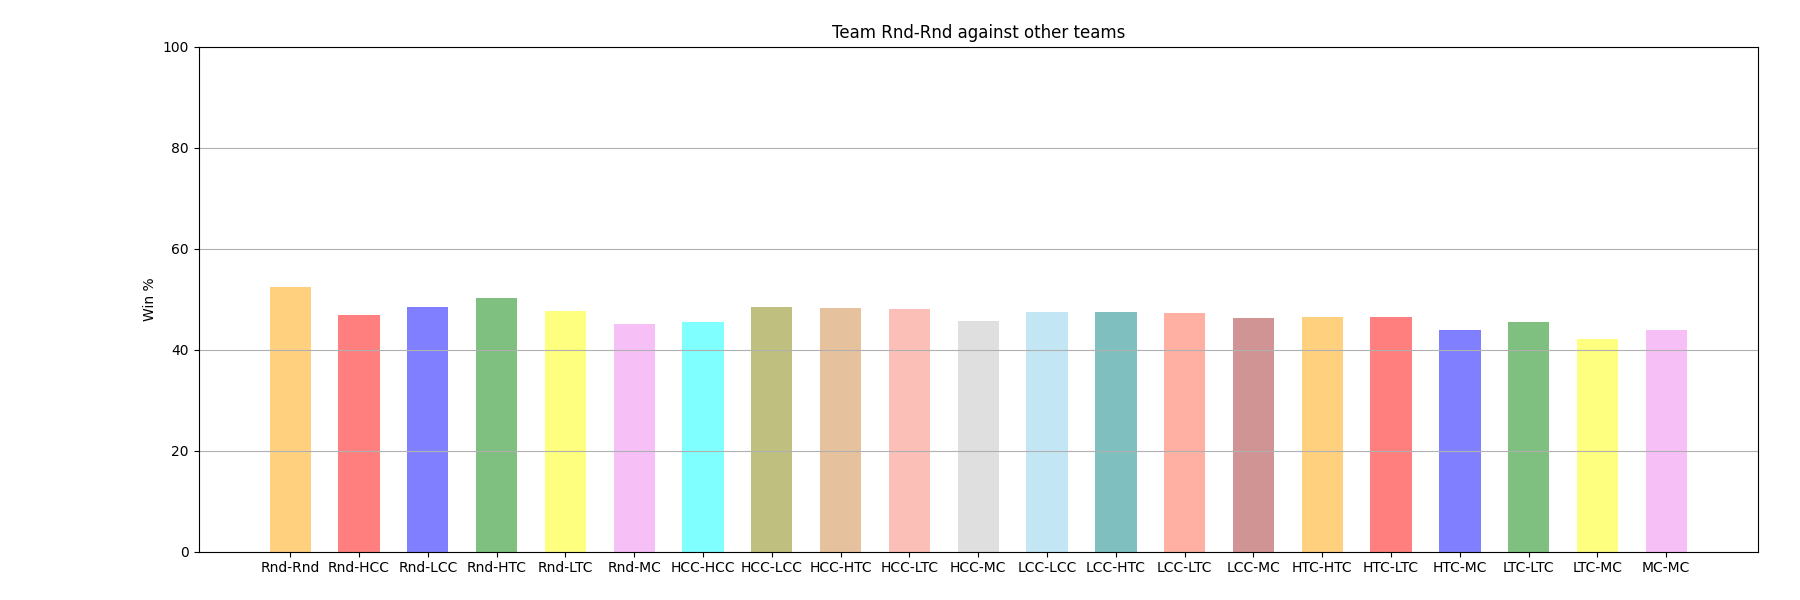 Team Rnd-Rnd against other teams
100
80
60
40
20
0
Win %
Rnd-Rnd Rnd-HCC Rnd-LCC Rnd-HTC Rnd-LTC Rnd-MC HCC-HCC HCC-LCC HCC-HTC HCC-LTC HCC-MC LCC-LCC LCC-HTC LCC-LTC LCC-MC HTC-HTC HTC-LTC HTC-MC LTC-LTC LTC-MC MC-MC